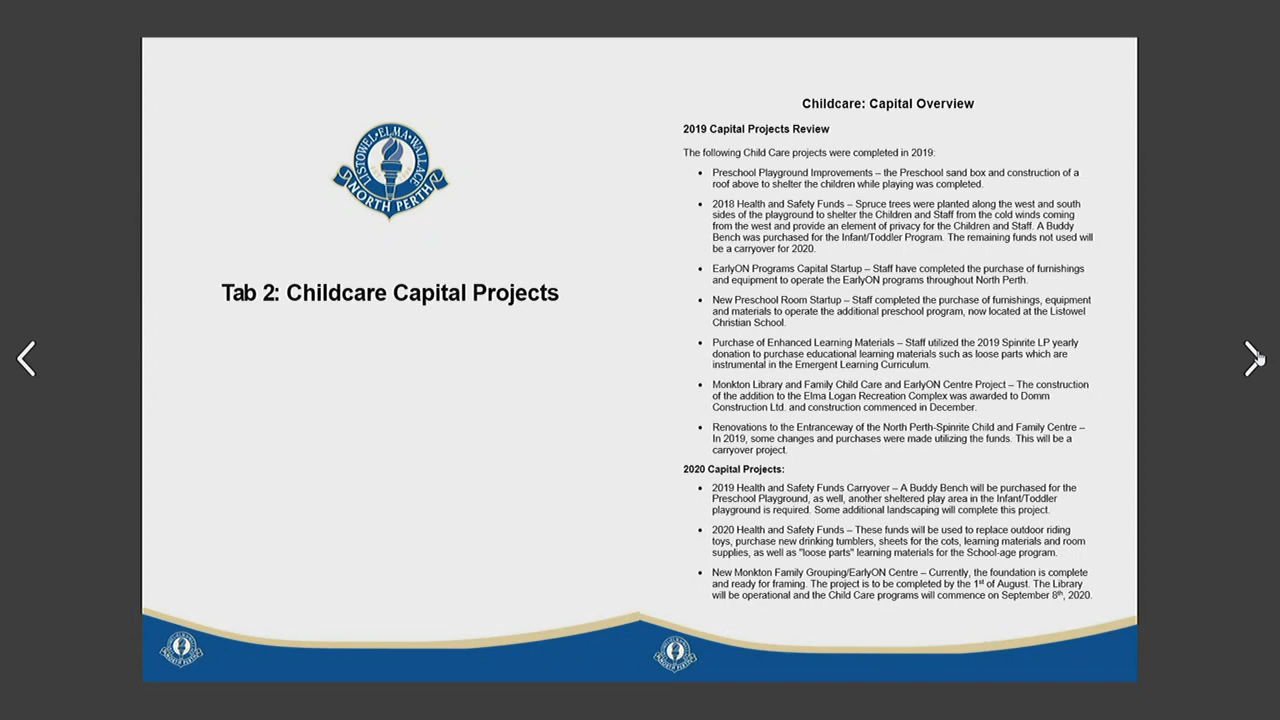 LISTOWEL•ELMA•WALLACE
NORTH PERTH
Tab 2: Childcare Capital Projects
Childcare: Capital Overview
2019 Capital Projects Review
The following Child Care projects were completed in 2019:
• Preschool Playground Improvements – the Preschool sand box and construction of a
roof above to shelter the children while playing was completed.
• 2018 Health and Safety Funds – Spruce trees were planted along the west and south
sides of the playground to shelter the Children and Staff from the cold winds coming
from the west and provide an element of privacy for the Children and Staff. A Buddy
Bench was purchased for the Infant/Toddler Program. The remaining funds not used will
be a carryover for 2020.
• EarlyON Programs Capital Startup – Staff have completed the purchase of furnishings
and equipment to operate the EarlyON programs throughout North Perth.
• New Preschool Room Startup – Staff completed the purchase of furnishings, equipment
and materials to operate the additional preschool program, now located at the Listowel
Christian School.
• Purchase of Enhanced Learning Materials – Staff utilized the 2019 Spinrite LP yearly
donation to purchase educational learning materials such as loose parts which are
instrumental in the Emergent Learning Curriculum.
• Monkton Library and Family Child Care and EarlyON Centre Project – The construction
of the addition to the Elma Logan Recreation Complex was awarded to Domm
Construction Ltd. and construction commenced in December.
• Renovations to the Entranceway of the North Perth-Spinrite Child and Family Centre –
In 2019, some changes and purchases were made utilizing the funds. This will be a
carryover project.
2020 Capital Projects:
• 2019 Health and Safety Funds Carryover – A Buddy Bench will be purchased for the
Preschool Playground, as well, another sheltered play area in the Infant/Toddler
playground is required. Some additional landscaping will complete this project.
• 2020 Health and Safety Funds – These funds will be used to replace outdoor riding
toys, purchase new drinking tumblers, sheets for the cots, learning materials and room
supplies, as well as "loose parts" learning materials for the School-age program.
• New Monkton Family Grouping/EarlyON Centre – Currently, the foundation is complete
and ready for framing. The project is to be completed by the 1st of August. The Library
will be operational and the Child Care programs will commence on September 8th, 2020.